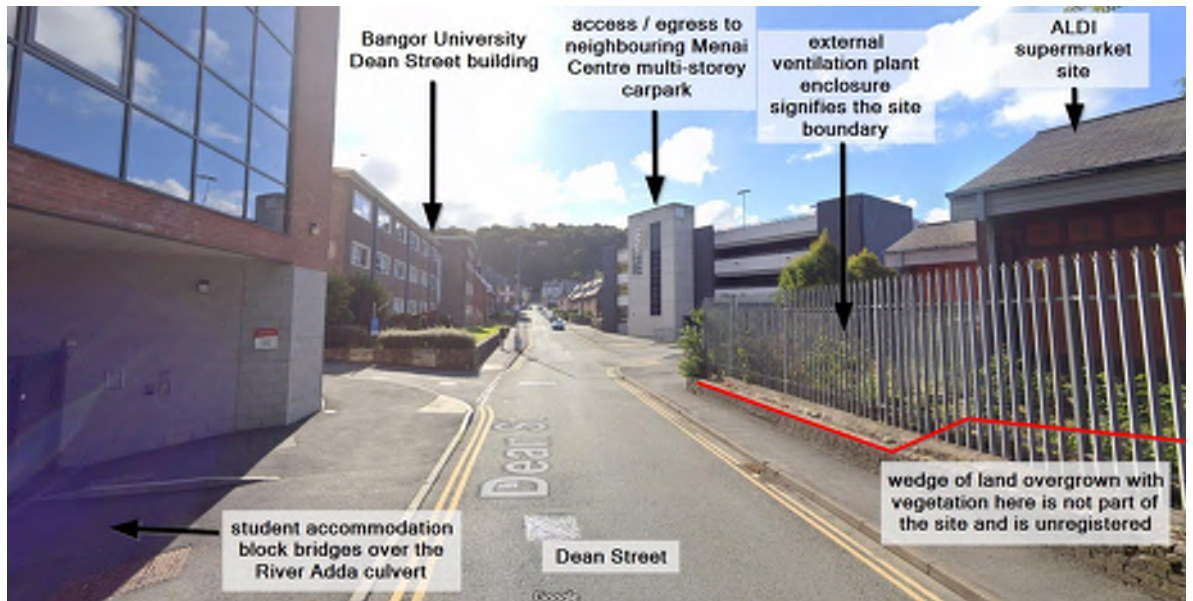 Bangor University
Dean Street building
access / egress to
neighbouring Menai
Centre multi-storey
carpark
external
ventilation plant
enclosure
signifies the site
boundary
ALDI
supermarket
site
wedge of land overgrown with
vegetation here is not part of
the site and is unregistered
student accommodation
block bridges over the
River Adda culvert
Dean Street
Dean St
Google